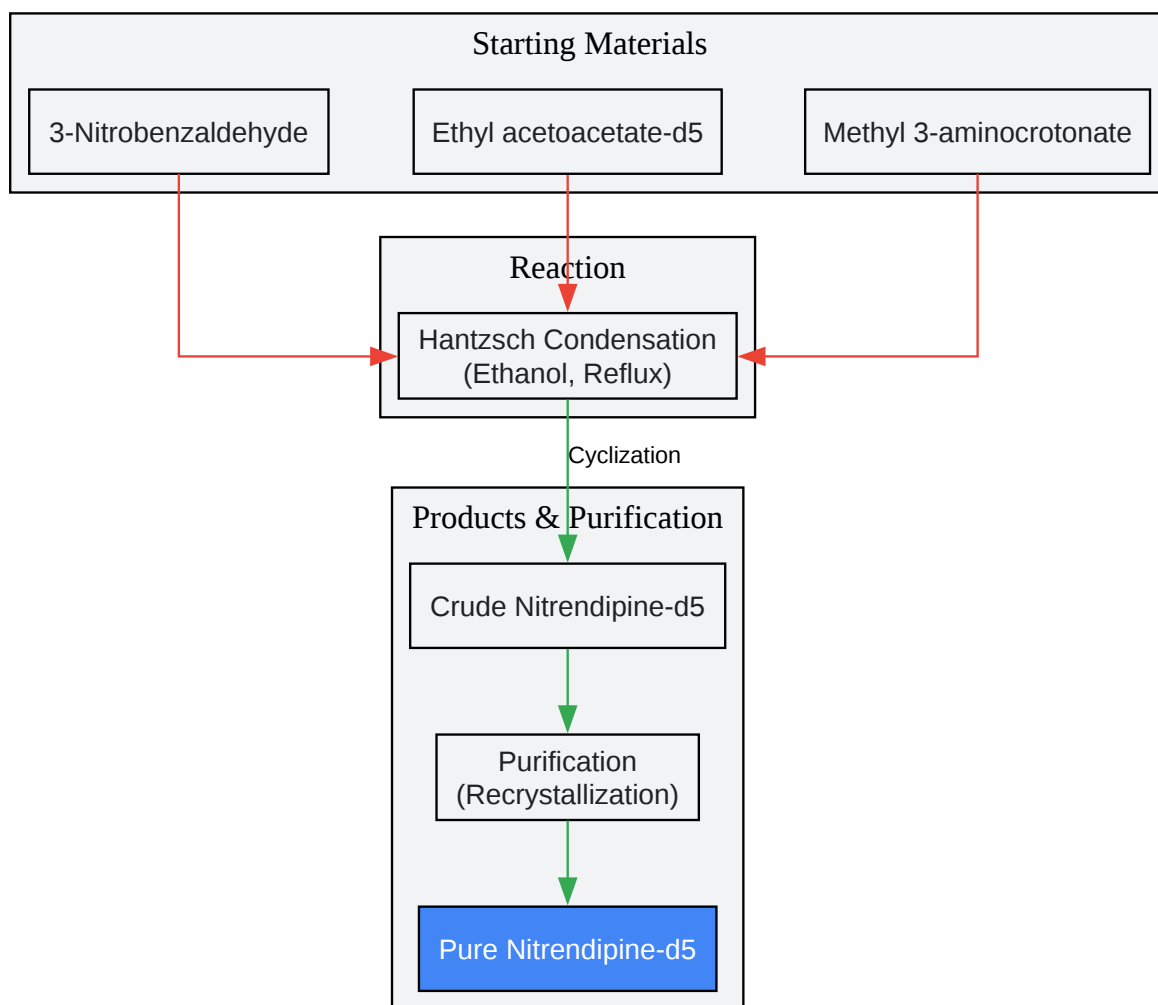 Starting Materials
3-Nitrobenzaldehyde
Ethyl acetoacetate-d5
Methyl 3-aminocrotonate
Reaction
Hantzsch Condensation
(Ethanol, Reflux)
Cyclization
Products & Purification
Crude Nitrendipine-d5
Purification
(Recrystallization)
Pure Nitrendipine-d5